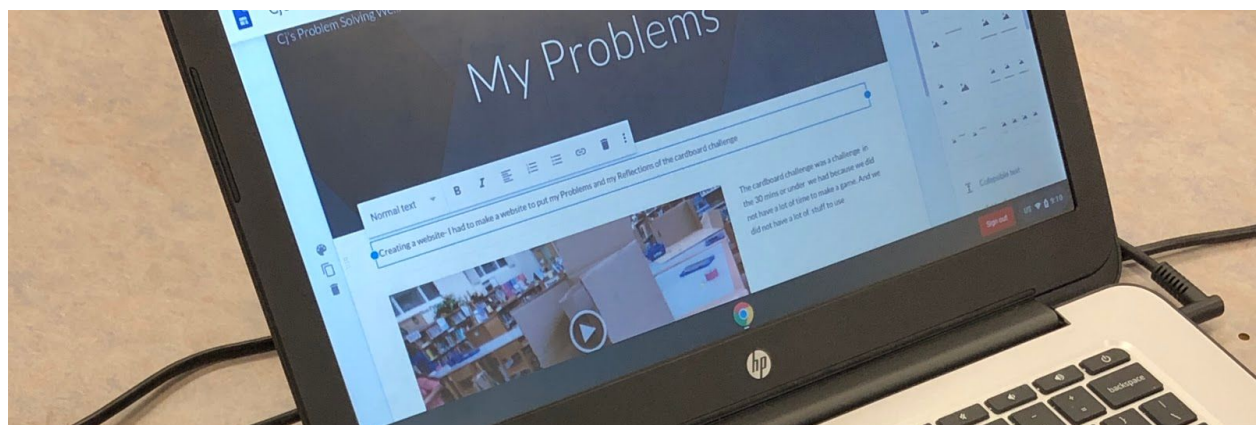 Cj's Problem Solving
My Problems
Normal text
B I
Creating a website- I had to make a website to put my Problems and my Reflections of the cardboard challenge
The cardboard challenge was a challenge in
the 30 mins or under we had because we did
not have a lot of time to make a game. And we
did not have a lot of stuff to use
Collapsible text
Sign out
US 9:10
hp
backspace